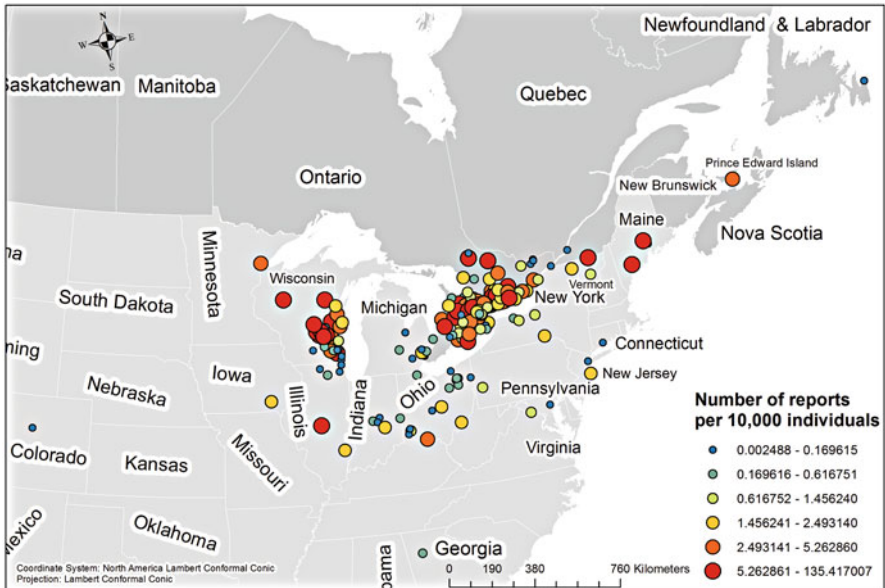 Newfoundland & Labrador
N
W E
S
Saskatchewan
Manitoba
Quebec
Ontario
Prince Edward Island
New Brunswick
Maine
Nova Scotia
Minnesota
Wisconsin
Vermont
South Dakota
Michigan
New York
Connecticut
ning
Iowa
Nebraska
Illinois
Indiana
Ohio
Pennsylvania
New Jersey
Number of reports
per 10,000 individuals
0.002488 - 0.169615
0.169616 - 0.616751
0.616752 - 1.456240
1.456241 - 2.493140
2.493141 - 5.262860
5.262861 - 135.417007
Colorado
Kansas
Missouri
Virginia
Mexico
Oklahoma
bama
Georgia
Coordinate System: North America Lambert Conformal Conic
Projection: Lambert Conformal Conic
0 190 380 760 Kilometers